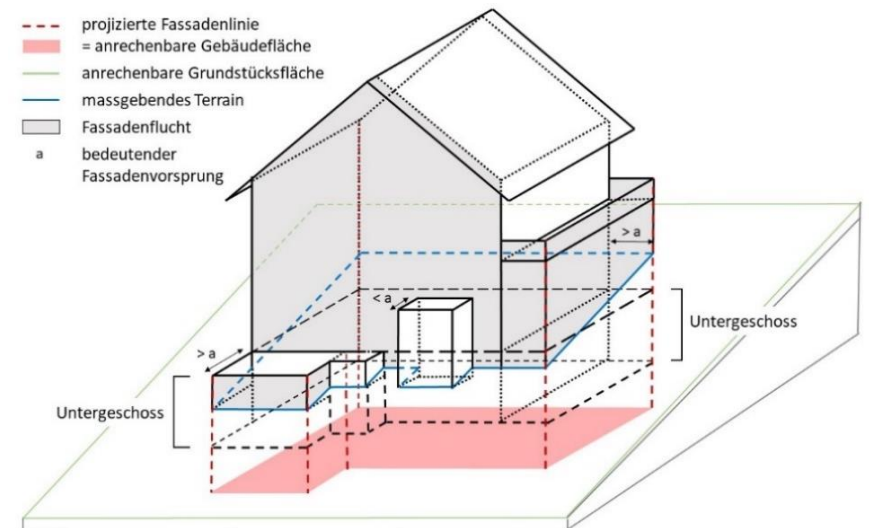 projizierte Fassadenlinie
= anrechenbare Gebäudefläche
anrechenbare Grundstücksfläche
massgebendes Terrain
Fassadenflucht
a bedeutender
Fassadenvorsprung
> a
< a
> a
Untergeschoss
Untergeschoss